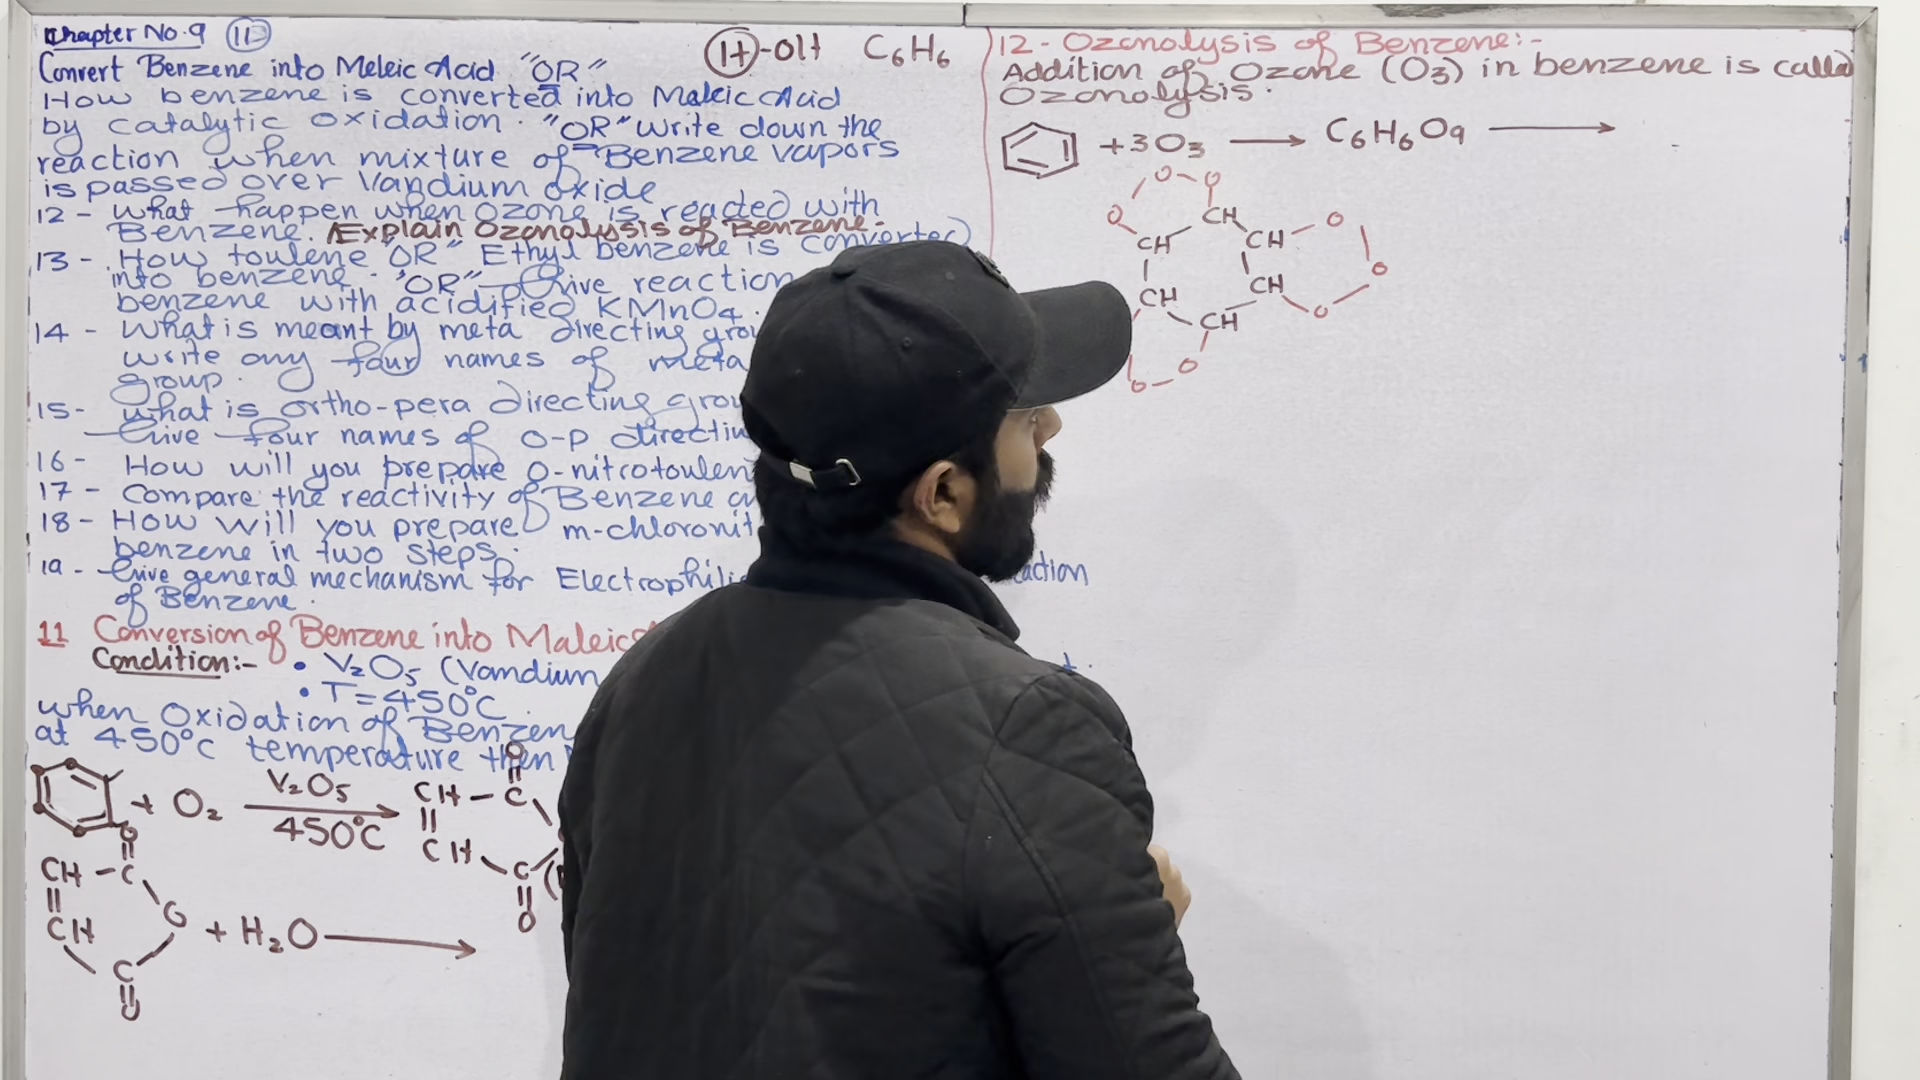 Chapter No.9 (11)
Convert Benzene into Meleic Acid "OR"
How benzene is converted into Maleic Acid
by catalytic oxidation. "OR" Write down the
reaction when mixture of Benzene vapors
is passed over Vandium oxide
12 - What happen when ozone is reacted with
Benzene. Explain Ozonolysis of Benzene:-
13 - How toulene "OR" Ethyl benzene is converted
into benzene. "OR" Give reaction
benzene with acidified KMnO4.
14 - What is meant by meta directing
write any four names of meta
group.
15 - what is ortho-pera directing
Give four names of o-p
16 - How will you prepare o-
17 - Compare the reactivity of Benzene
18 - How will you prepare
benzene in two steps.
19 - Give general mechanism for
of Benzene.
11 Conversion of Benzene into
Condition:- • V2O5 (Vandium
• T = 450°C.
when Oxidation of
at 450°C temperature then
+ O2 V2O5 450°C
O
CH - C
CH
C
O
O
CH - C
CH O + H2O
C
O
H-OH C6H6
12 - Ozonolysis of Benzene:-
Addition of Ozone (O3) in benzene is called
Ozonolysis.
+3O3 → C6H6O9 →
O - O
O CH CH O
CH
O
CH CH
CH O
O - O